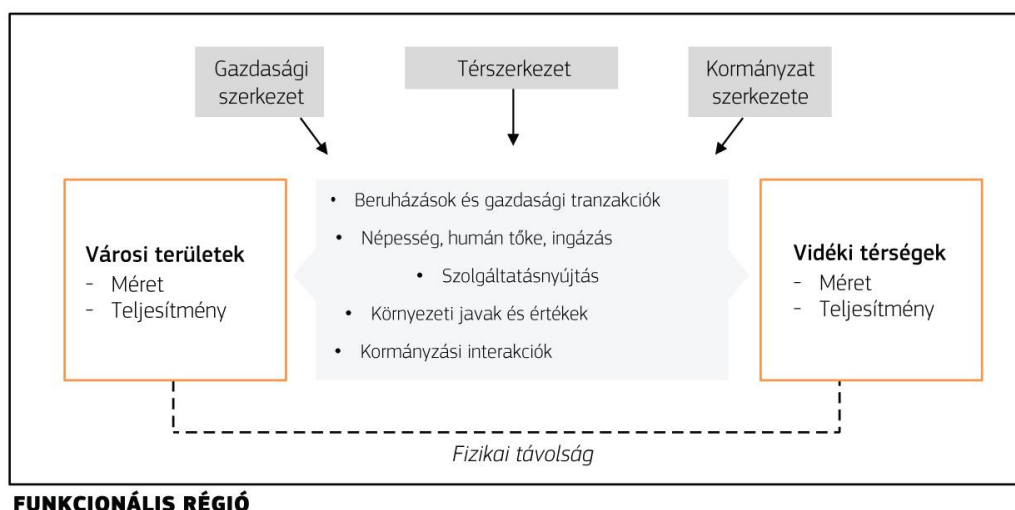 Gazdasági
szerkezet
Térszerkezet
Kormányzat
szerkezete
Városi területek
- Méret
- Teljesítmény
• Beruházások és gazdasági tranzakciók
• Népesség, humán tőke, ingázás
• Szolgáltatásnyújtás
• Környezeti javak és értékek
• Kormányzási interakciók
Vidéki térségek
- Méret
- Teljesítmény
Fizikai távolság
FUNKCIONÁLIS RÉGIÓ